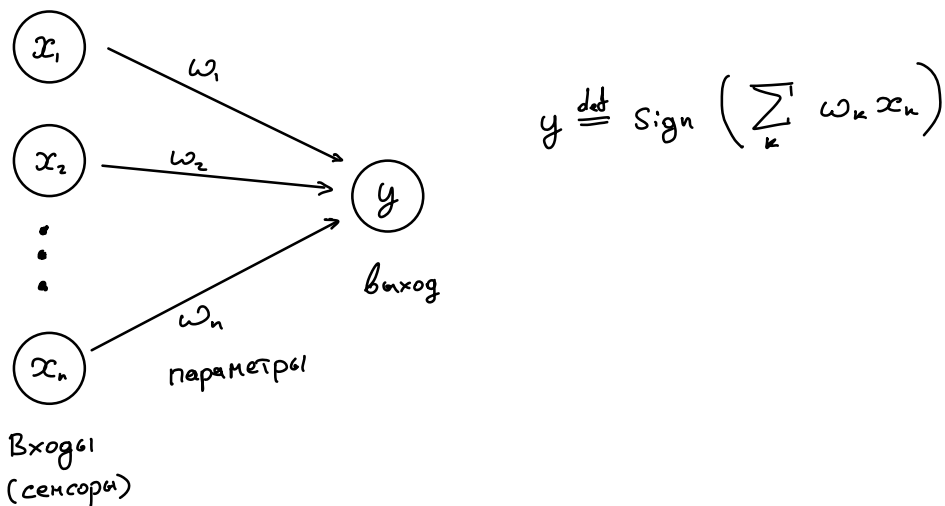 x₁
ω₁
y ≝ Sign ( ∑ₖ ωₖ xₖ )
x₂
ω₂
y
выход
ωₙ
xₙ
параметры
Входы
(сенсоры)